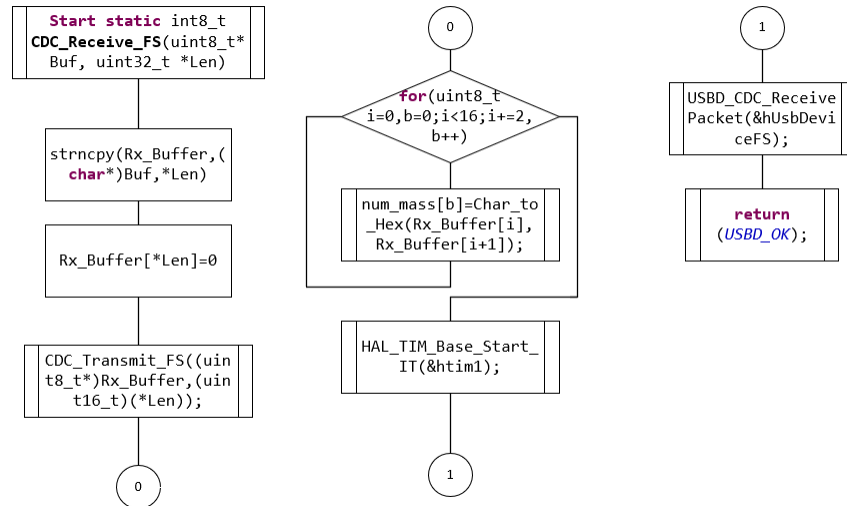 Start static int8_t
CDC_Receive_FS(uint8_t*
Buf, uint32_t *Len)
strncpy(Rx_Buffer,(
char*)Buf,*Len)
Rx_Buffer[*Len]=0
CDC_Transmit_FS((uin
t8_t*)Rx_Buffer,(uin
t16_t)(*Len));
0
0
for(uint8_t
i=0,b=0;i<16;i+=2,
b++)
num_mass[b]=Char_to
_Hex(Rx_Buffer[i],
Rx_Buffer[i+1]);
HAL_TIM_Base_Start_
IT(&htim1);
1
1
USBD_CDC_Receive
Packet(&hUsbDevi
ceFS);
return
(USBD_OK);